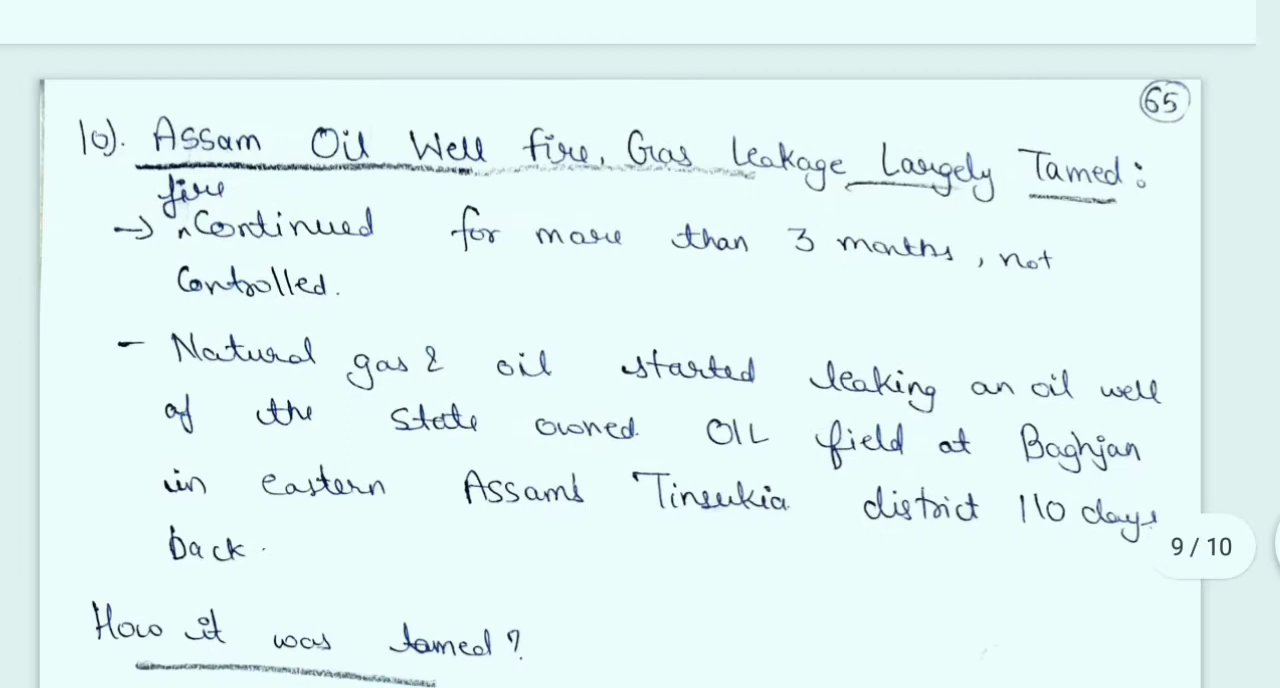 65
10). Assam Oil Well fire, Gas Leakage Largely Tamed:
fire
→ ^ Continued for more than 3 months, not
Controlled.
- Natural gas & oil started leaking an oil well
of the State owned OIL field at Baghjan
in eastern Assam's Tinsukia district 110 days
back.
9 / 10
How it was tamed?